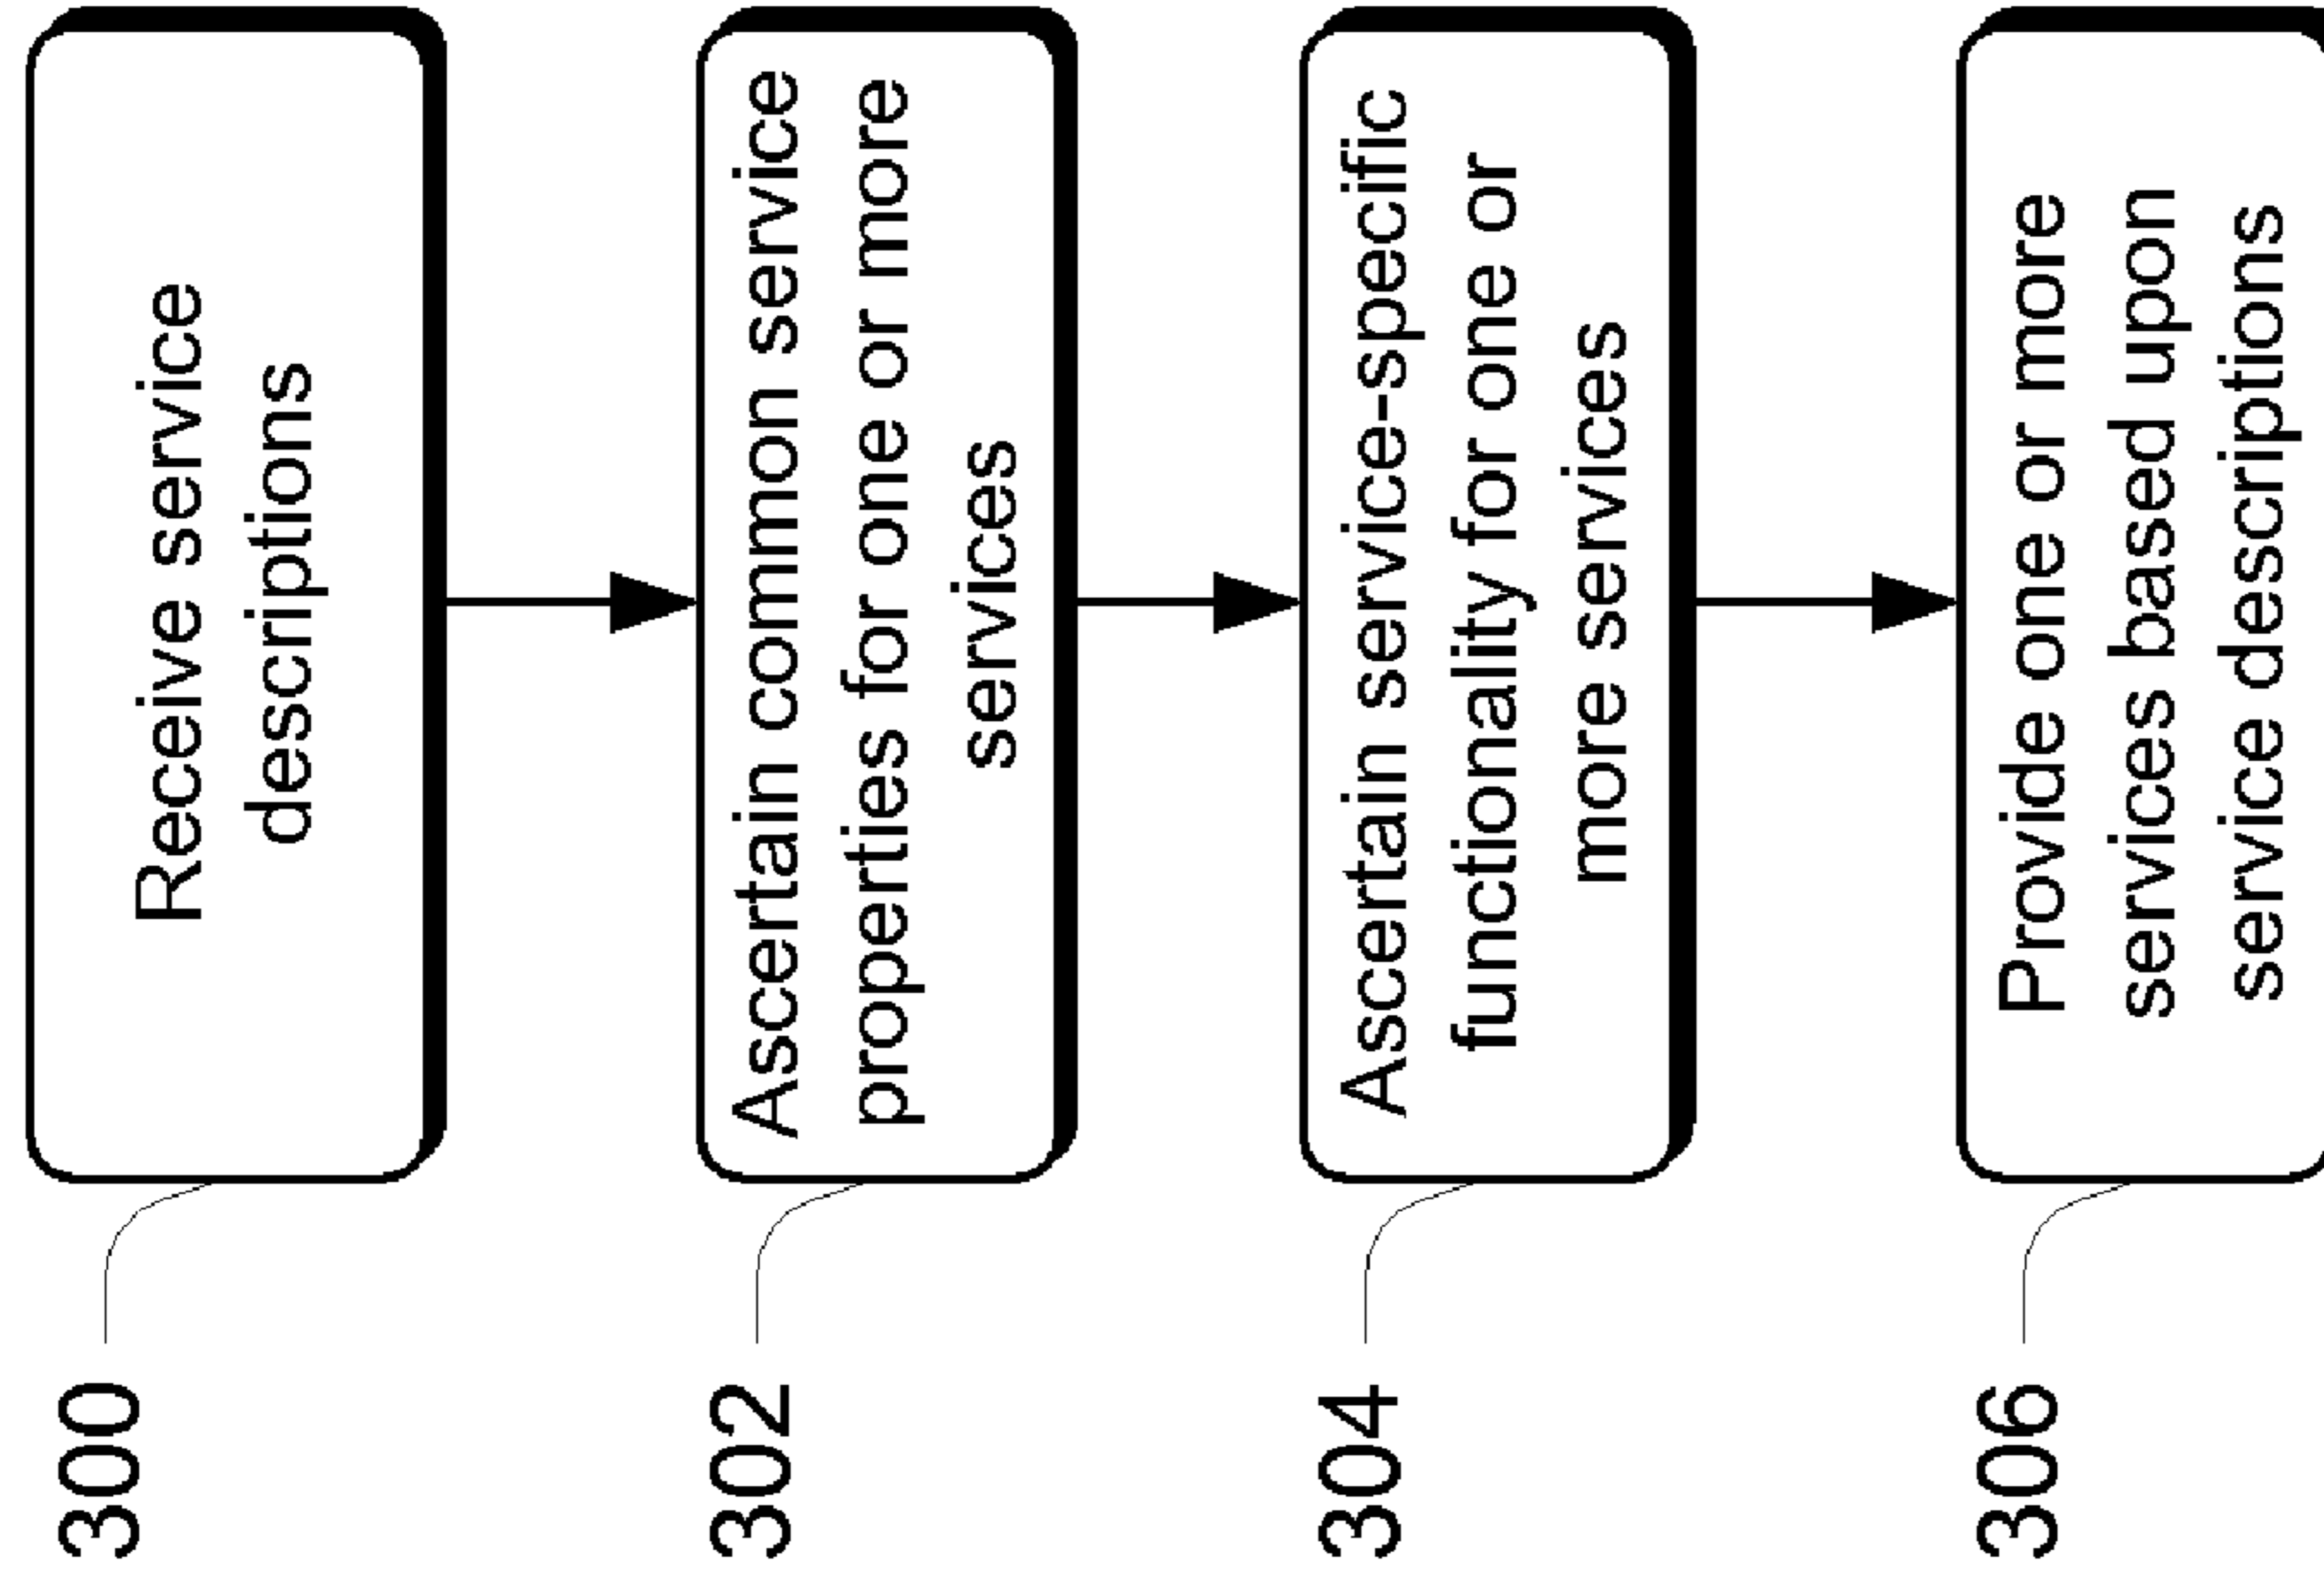 300
Receive service
descriptions
302
Ascertain common service
properties for one or more
services
304
Ascertain service-specific
functionality for one or
more services
306
Provide one or more
services based upon
service descriptions